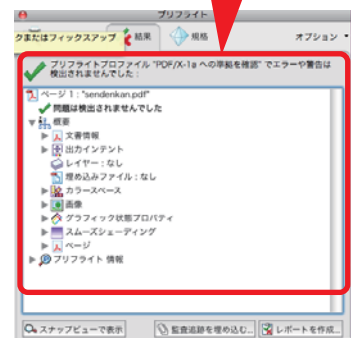 プリフライト
クまたはフィックスアップ 結果 規格 オプション
プリフライトプロファイル "PDF/X-1a への準拠を確認" でエラーや警告は
検出されませんでした：
ページ 1："sendenkan.pdf"
問題は検出されませんでした
概要
文書情報
出力インテント
レイヤー：なし
埋め込みファイル：なし
カラースペース
画像
グラフィック状態プロパティ
スムーズシェーディング
ページ
プリフライト 情報
スナップビューで表示 監査追跡を埋め込む... レポートを作成...